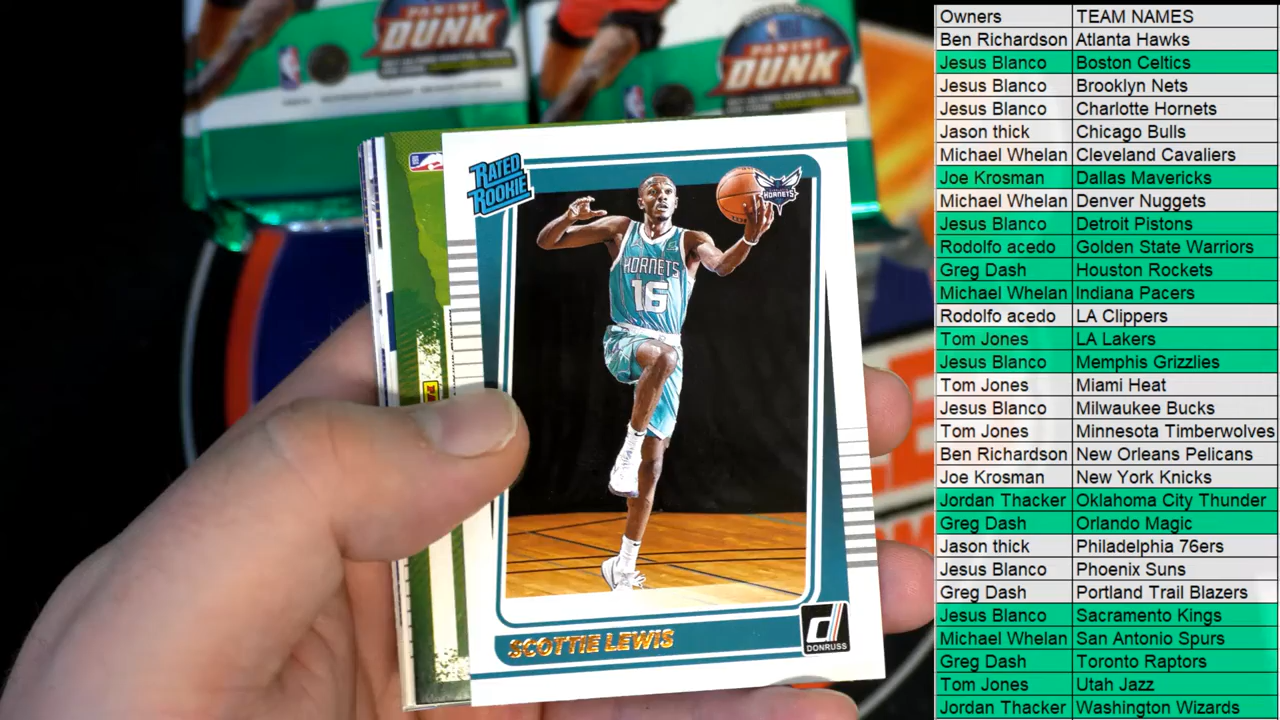 PANINI
DUNK
PANINI
DUNK
RATED
ROOKIE
HORNETS
HORNETS
16
SCOTTIE LEWIS
d
DONRUSS
Owners TEAM NAMES
Ben Richardson Atlanta Hawks
Jesus Blanco Boston Celtics
Jesus Blanco Brooklyn Nets
Jesus Blanco Charlotte Hornets
Jason thick Chicago Bulls
Michael Whelan Cleveland Cavaliers
Joe Krosman Dallas Mavericks
Michael Whelan Denver Nuggets
Jesus Blanco Detroit Pistons
Rodolfo acedo Golden State Warriors
Greg Dash Houston Rockets
Michael Whelan Indiana Pacers
Rodolfo acedo LA Clippers
Tom Jones LA Lakers
Jesus Blanco Memphis Grizzlies
Tom Jones Miami Heat
Jesus Blanco Milwaukee Bucks
Tom Jones Minnesota Timberwolves
Ben Richardson New Orleans Pelicans
Joe Krosman New York Knicks
Jordan Thacker Oklahoma City Thunder
Greg Dash Orlando Magic
Jason thick Philadelphia 76ers
Jesus Blanco Phoenix Suns
Greg Dash Portland Trail Blazers
Jesus Blanco Sacramento Kings
Michael Whelan San Antonio Spurs
Greg Dash Toronto Raptors
Tom Jones Utah Jazz
Jordan Thacker Washington Wizards